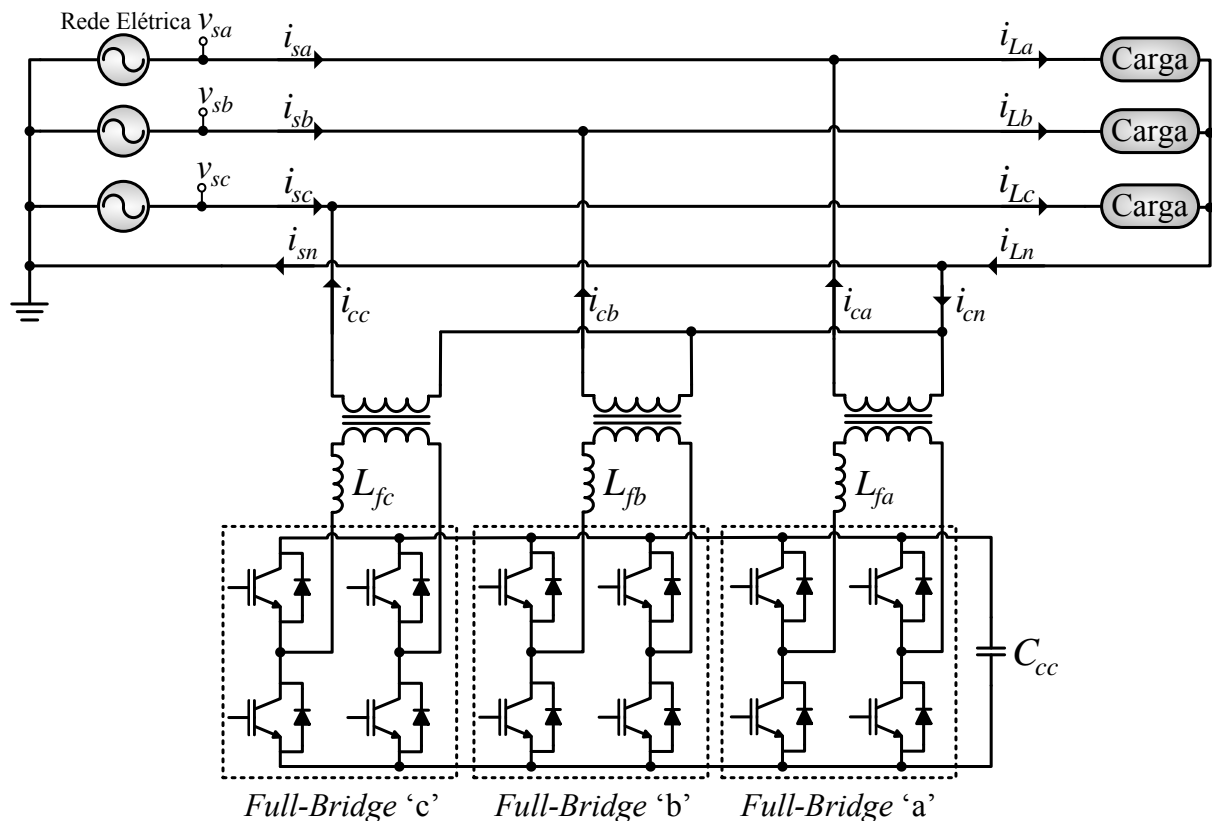 Rede Elétrica
v_sa
i_sa
i_La
Carga
v_sb
i_sb
i_Lb
Carga
v_sc
i_sc
i_Lc
Carga
i_sn
i_Ln
i_cc
i_cb
i_ca
i_cn
L_fc
L_fb
L_fa
C_cc
Full-Bridge ‘c’
Full-Bridge ‘b’
Full-Bridge ‘a’